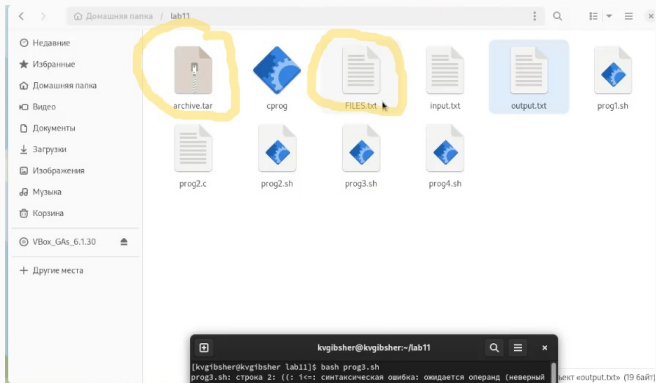 Домашняя папка / lab11
Недавние
Избранные
Домашняя папка
Видео
Документы
Загрузки
Изображения
Музыка
Корзина
VBox_GAs_6.1.30
+ Другие места
archive.tar
cprog
FILES.txt
input.txt
output.txt
prog1.sh
prog2.c
prog2.sh
prog3.sh
prog4.sh
kvgibsher@kvgibsher:~/lab11
[kvgibsher@kvgibsher lab11]$ bash prog3.sh
prog3.sh: строка 2: ((: i<=: синтаксическая ошибка: ожидается операнд (неверный
«output.txt» (19 байт)